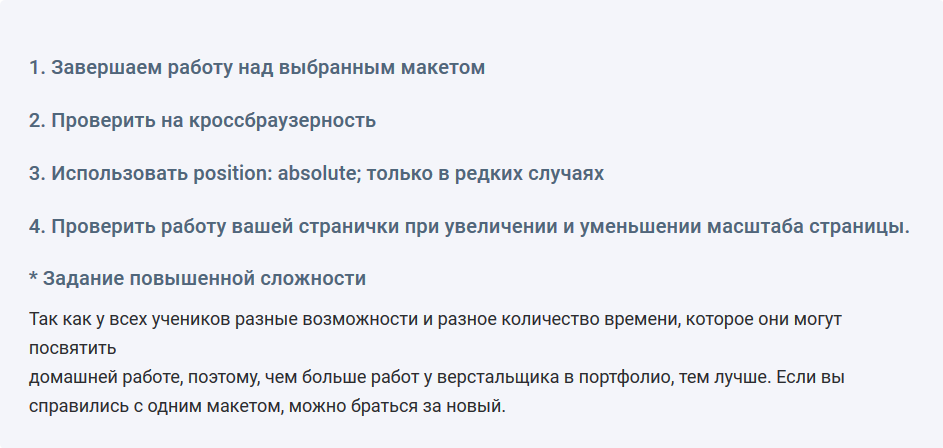 1. Завершаем работу над выбранным макетом
2. Проверить на кроссбраузерность
3. Использовать position: absolute; только в редких случаях
4. Проверить работу вашей странички при увеличении и уменьшении масштаба страницы.
* Задание повышенной сложности
Так как у всех учеников разные возможности и разное количество времени, которое они могут
посвятить
домашней работе, поэтому, чем больше работ у верстальщика в портфолио, тем лучше. Если вы
справились с одним макетом, можно браться за новый.